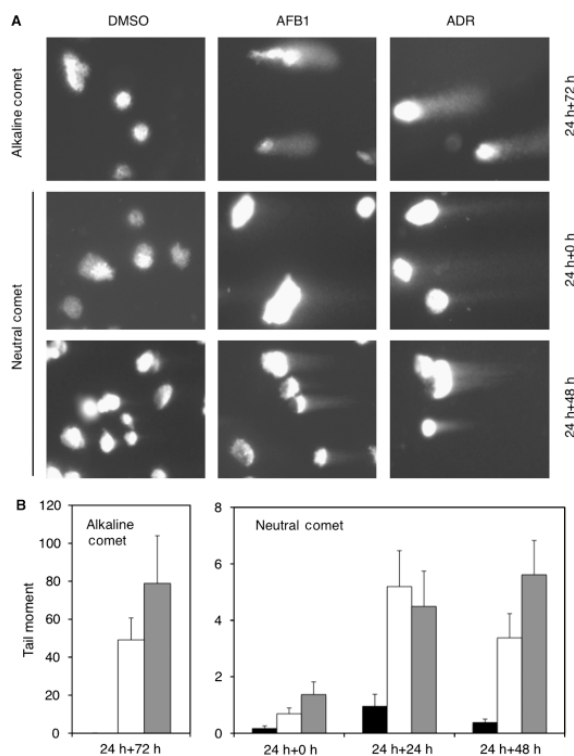 A
DMSO
AFB1
ADR
Alkaline comet
24 h+72 h
Neutral comet
24 h+0 h
24 h+48 h
B
Tail moment
120
100
80
60
40
20
0
Alkaline
comet
24 h+72 h
8
6
4
2
0
Neutral comet
24 h+0 h
24 h+24 h
24 h+48 h